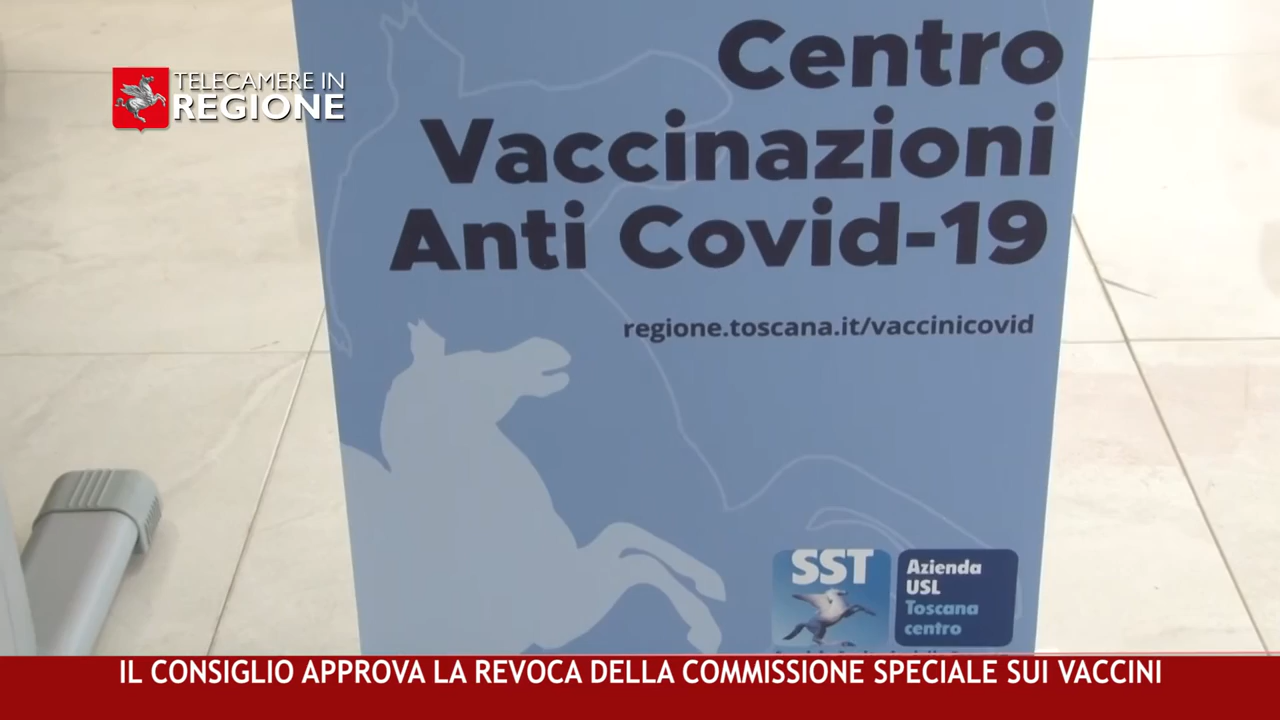 TELECAMERE IN
REGIONE
Centro
Vaccinazioni
Anti Covid-19
regione.toscana.it/vaccinicovid
SST
Azienda
USL
Toscana
centro
IL CONSIGLIO APPROVA LA REVOCA DELLA COMMISSIONE SPECIALE SUI VACCINI